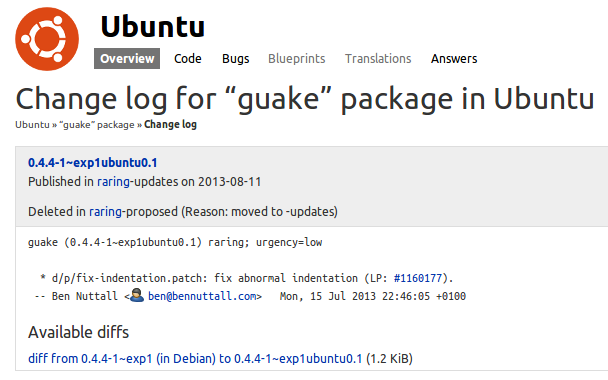 Ubuntu
Overview Code Bugs Blueprints Translations Answers
Change log for “guake” package in Ubuntu
Ubuntu » “guake” package » Change log
0.4.4-1~exp1ubuntu0.1
Published in raring-updates on 2013-08-11
Deleted in raring-proposed (Reason: moved to -updates)
guake (0.4.4-1~exp1ubuntu0.1) raring; urgency=low
* d/p/fix-indentation.patch: fix abnormal indentation (LP: #1160177).
-- Ben Nuttall < ben@bennuttall.com> Mon, 15 Jul 2013 22:46:05 +0100
Available diffs
diff from 0.4.4-1~exp1 (in Debian) to 0.4.4-1~exp1ubuntu0.1 (1.2 KiB)